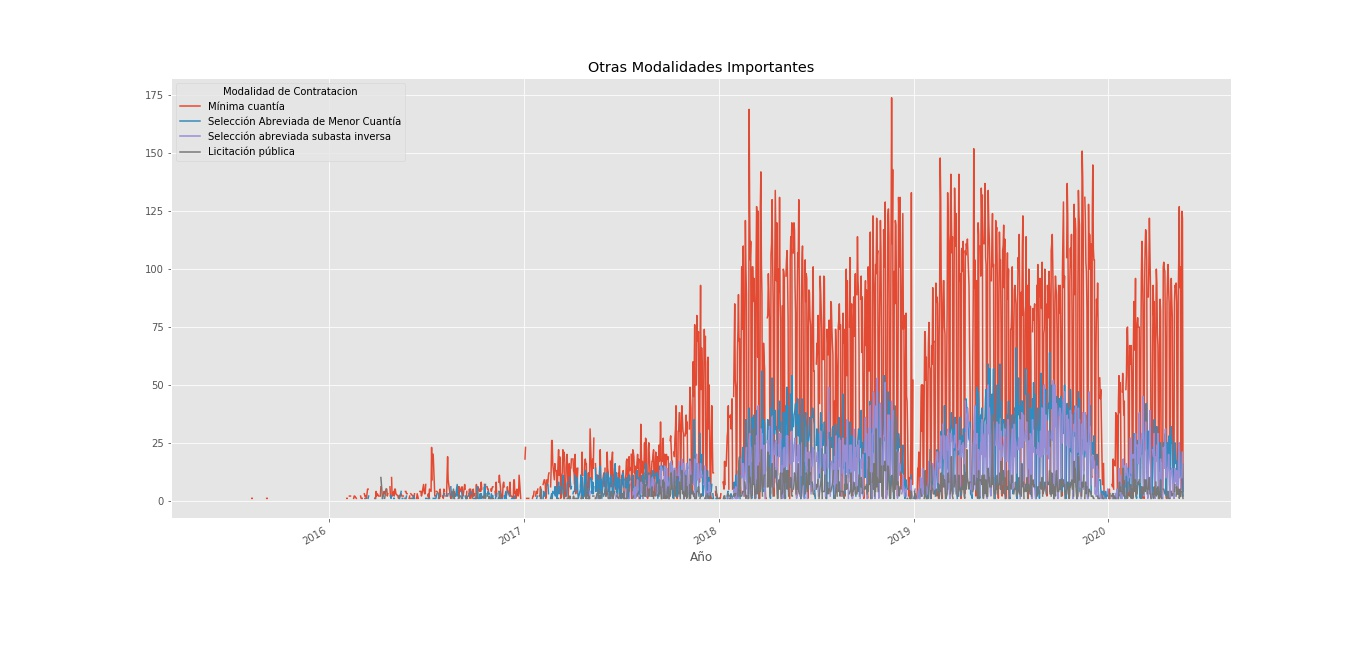 Otras Modalidades Importantes
Modalidad de Contratacion
Mínima cuantía
Selección Abreviada de Menor Cuantía
Selección abreviada subasta inversa
Licitación pública
175
150
125
100
75
50
25
0
2016
2017
2018
2019
2020
Año